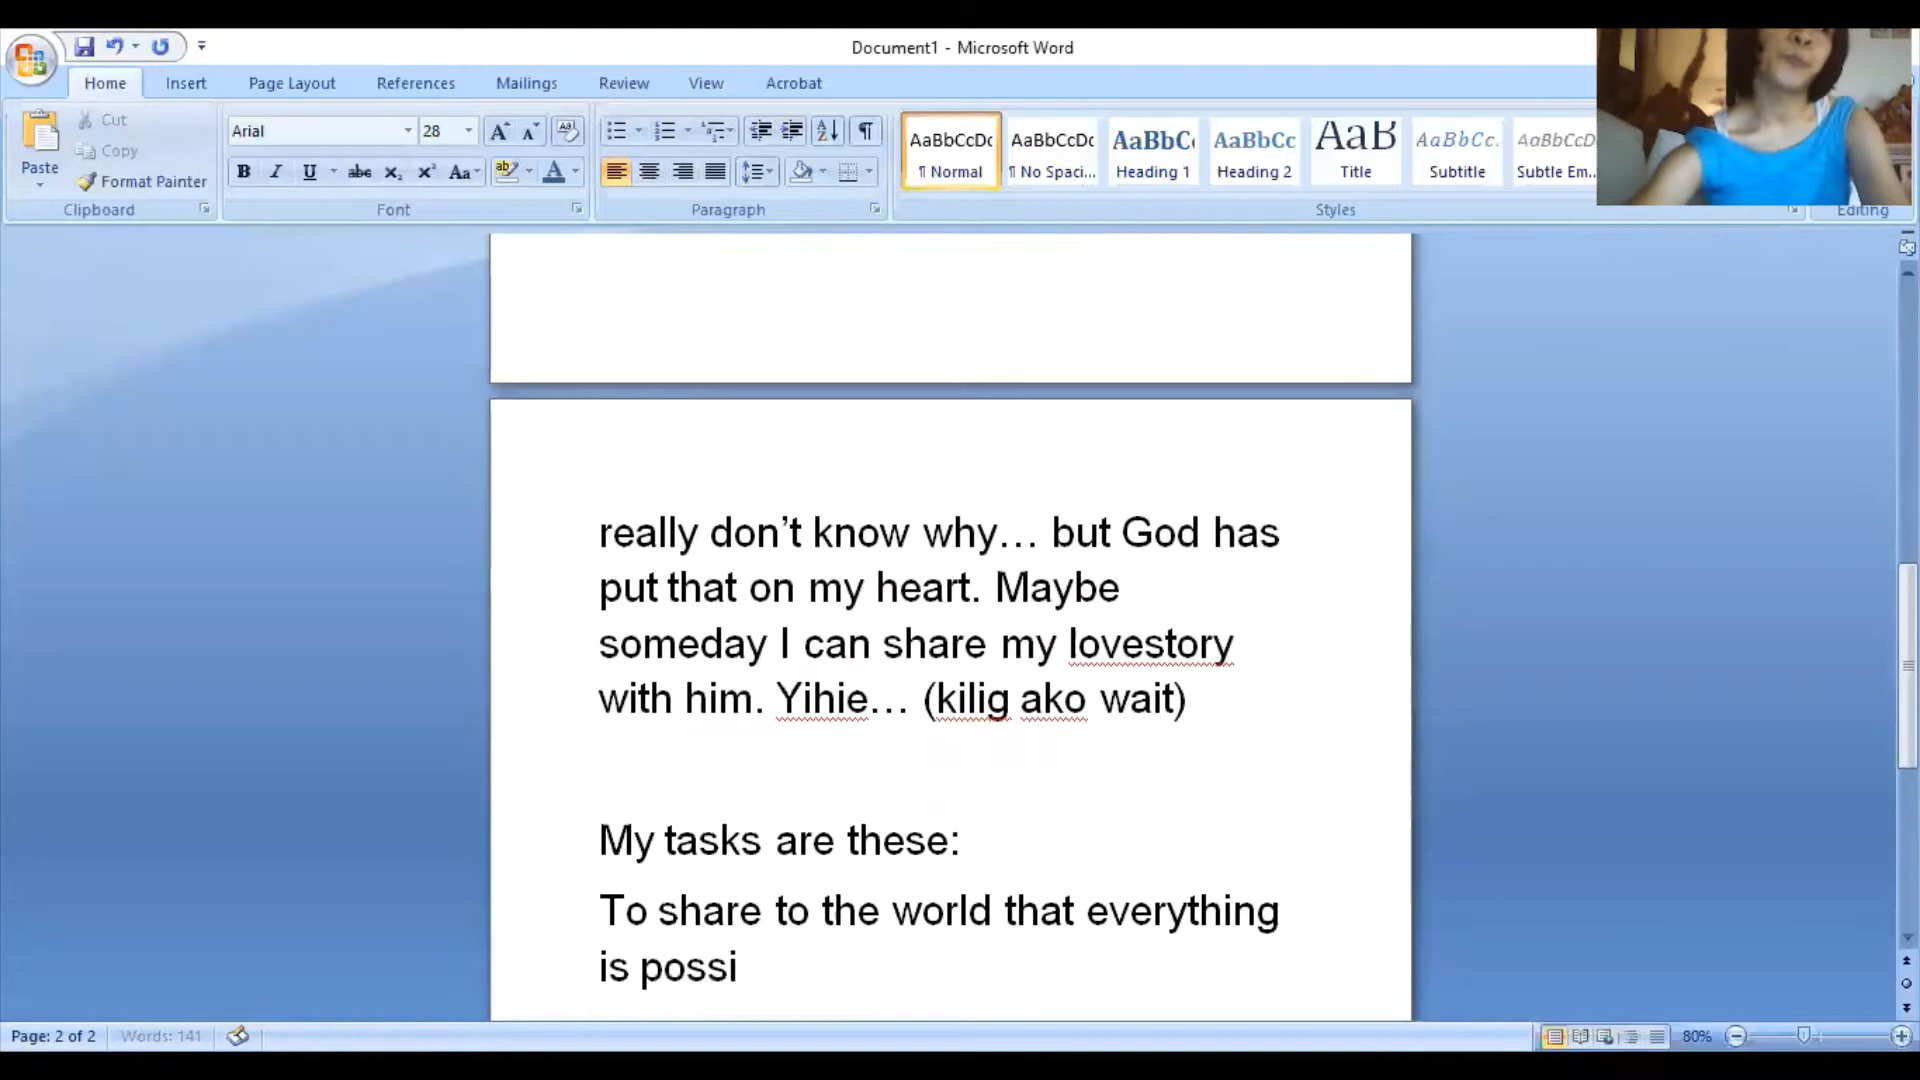 Document1 - Microsoft Word
Home Insert Page Layout References Mailings Review View Acrobat
Paste
Cut
Copy
Format Painter
Clipboard
Arial 28
Font
Paragraph
AaBbCcDc AaBbCcDc AaBbC AaBbCc AaB AaBbCc. AaBbCcD
¶ Normal ¶ No Spaci... Heading 1 Heading 2 Title Subtitle Subtle Em...
Styles
Editing
really don’t know why… but God has
put that on my heart. Maybe
someday I can share my lovestory
with him. Yihie… (kilig ako wait)
My tasks are these:
To share to the world that everything
is possi
Page: 2 of 2 Words: 141 80%